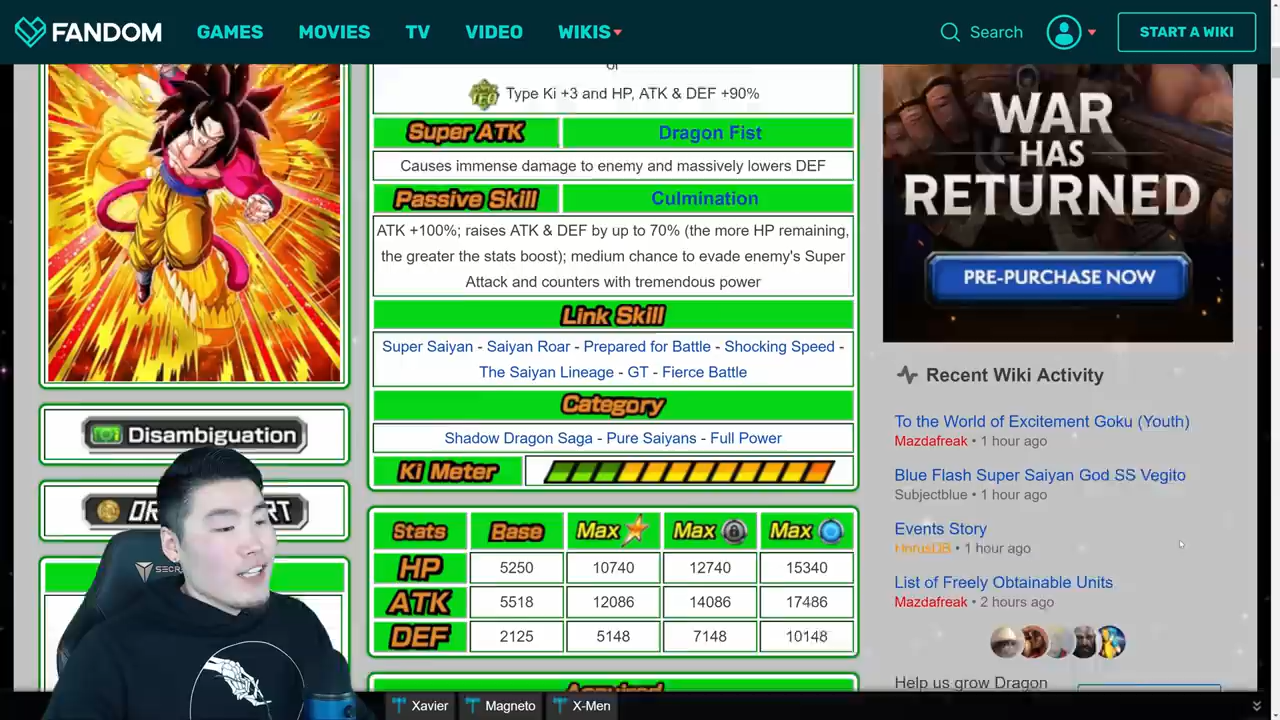 FANDOM
GAMES
MOVIES
TV
VIDEO
WIKIS
Search
START A WIKI
or
TEQ Type Ki +3 and HP, ATK & DEF +90%
Super ATK
Dragon Fist
Causes immense damage to enemy and massively lowers DEF
Passive Skill
Culmination
ATK +100%; raises ATK & DEF by up to 70% (the more HP remaining,
the greater the stats boost); medium chance to evade enemy's Super
Attack and counters with tremendous power
Link Skill
Super Saiyan - Saiyan Roar - Prepared for Battle - Shocking Speed -
The Saiyan Lineage - GT - Fierce Battle
Category
Shadow Dragon Saga - Pure Saiyans - Full Power
Ki Meter
Stats Base Max Max Max
HP 5250 10740 12740 15340
ATK 5518 12086 14086 17486
DEF 2125 5148 7148 10148
Acquired
Disambiguation
WAR
HAS
RETURNED
PRE-PURCHASE NOW
Recent Wiki Activity
To the World of Excitement Goku (Youth)
Mazdafreak • 1 hour ago
Blue Flash Super Saiyan God SS Vegito
Subjectblue • 1 hour ago
Events Story
• 1 hour ago
List of Freely Obtainable Units
Mazdafreak • 2 hours ago
Help us grow Dragon
Xavier
Magneto
X-Men